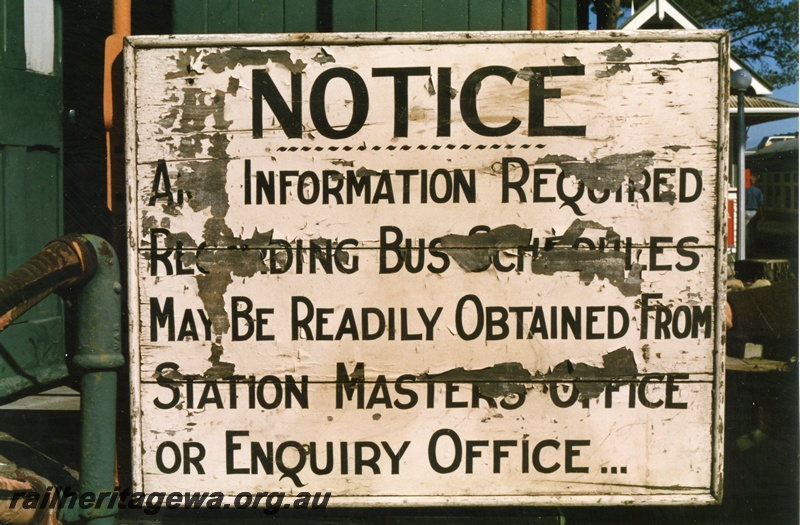 NOTICE
ANY INFORMATION REQUIRED
REGARDING BUS SCHEDULES
MAY BE READILY OBTAINED FROM
STATION MASTERS OFFICE
OR ENQUIRY OFFICE...
railheritagewa.org.au